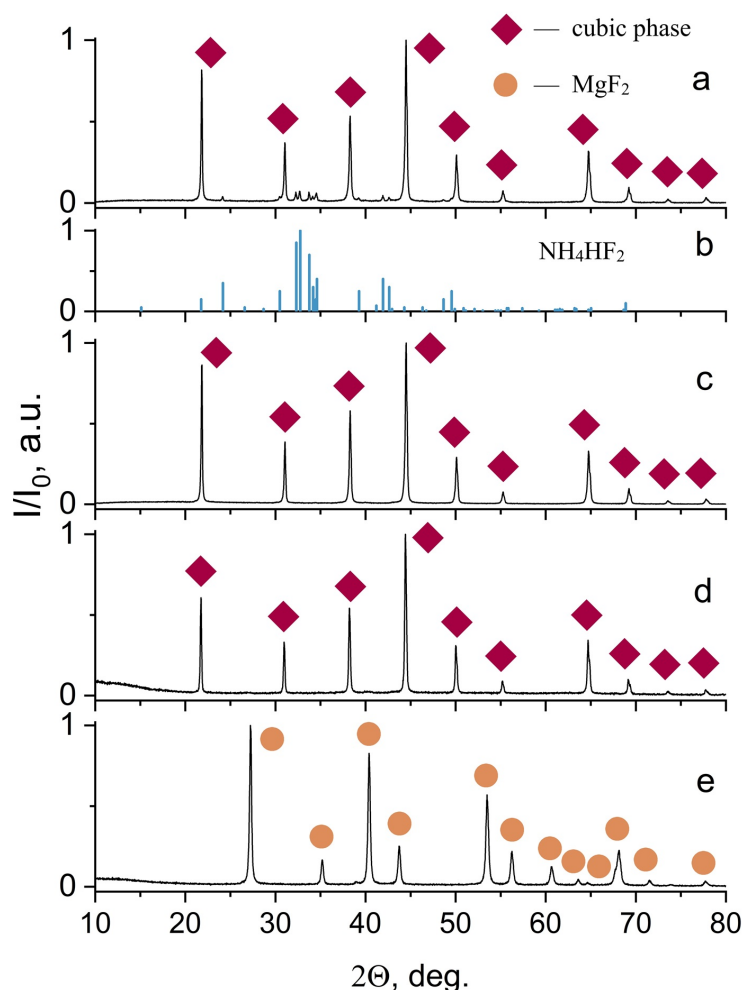 1
— cubic phase
— MgF₂
a
0
1
b
NH₄HF₂
0
1
c
0
1
d
0
1
e
0
10 20 30 40 50 60 70 80
I/I₀, a.u.
2Θ, deg.